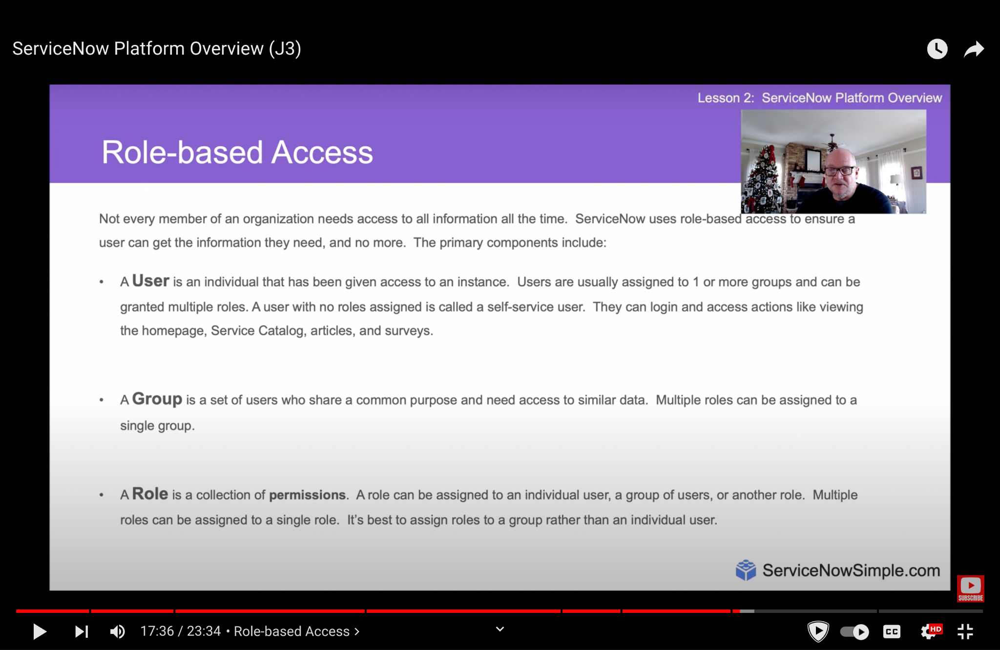 ServiceNow Platform Overview (J3)
Lesson 2:  ServiceNow Platform Overview
Role-based Access
Not every member of an organization needs access to all information all the time.  ServiceNow uses role-based access to ensure a
user can get the information they need, and no more.  The primary components include:
• A User is an individual that has been given access to an instance.  Users are usually assigned to 1 or more groups and can be
granted multiple roles. A user with no roles assigned is called a self-service user.  They can login and access actions like viewing
the homepage, Service Catalog, articles, and surveys.
• A Group is a set of users who share a common purpose and need access to similar data.  Multiple roles can be assigned to a
single group.
• A Role is a collection of permissions.  A role can be assigned to an individual user, a group of users, or another role.  Multiple
roles can be assigned to a single role.  It’s best to assign roles to a group rather than an individual user.
ServiceNowSimple.com
SUBSCRIBE
17:36 / 23:34 • Role-based Access >
CC
HD